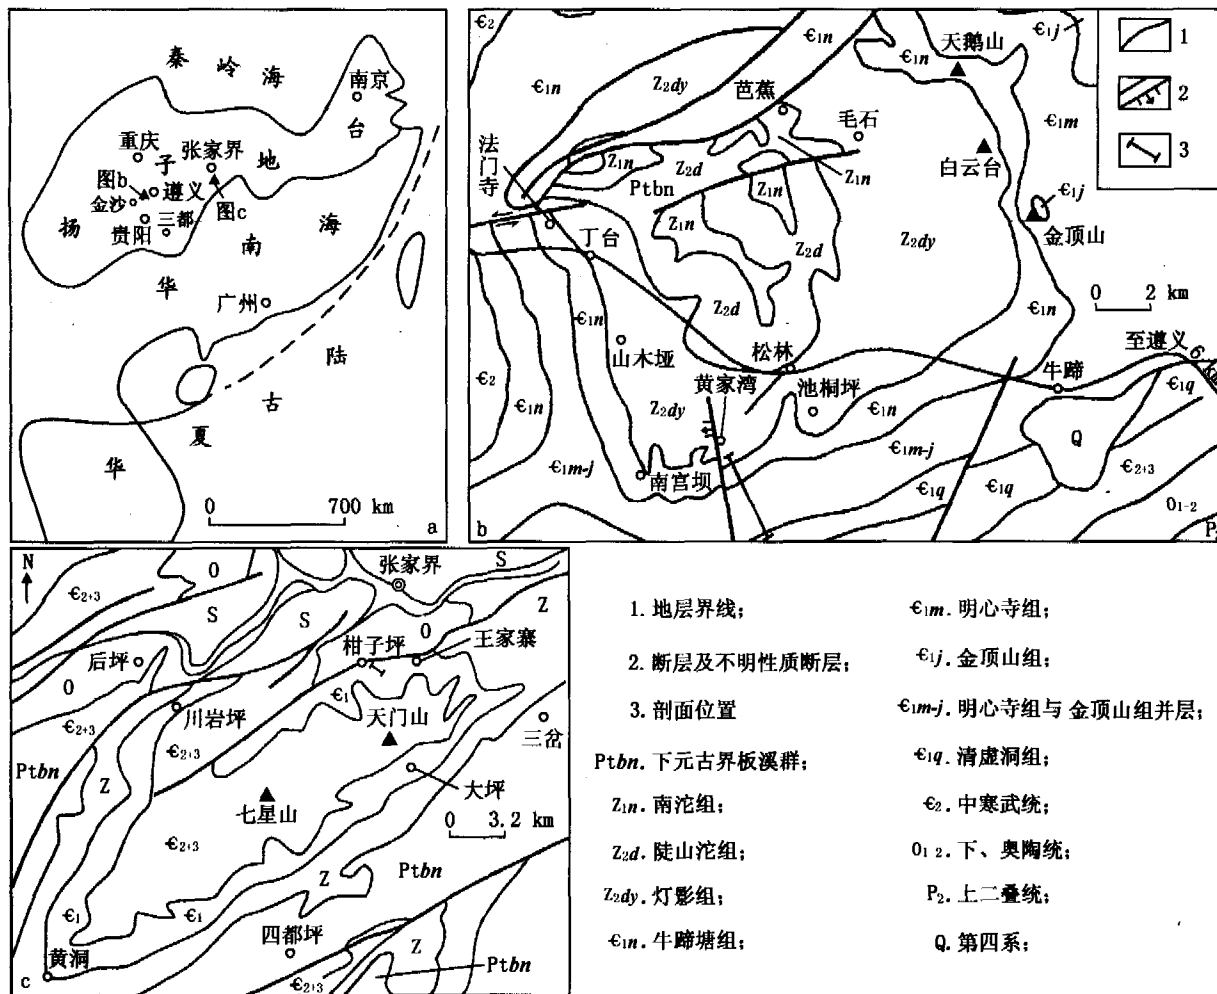 秦岭海
南京
台
重庆
子
张家界
地
图b
遵义
金沙
图c
三都
扬
贵阳
南
海
华
广州
陆
古
夏
华
0 700 km
a
Є2
Є1n
Є1n
Z2dy
Є1n
天鹅山
Є1j
1
2
3
芭蕉
毛石
Є1m
法门寺
Z1n
Z2d
Z1n
Z1n
白云台
Ptbn
Є1j
Z1n
金顶山
丁台
Z2d
Z2dy
0 2 km
Z2d
Є1n
Є1n
山木垭
松林
至遵义 6 km
黄家湾
池桐坪
牛蹄
Є2
Є1n
Z2dy
Є1n
Є1q
Q
Є1m-j
Є1m-j
南宫坝
Є1q
Є1q
Є2+3
O1-2
b
P2
N
O
张家界
S
Є2+3
S
S
Z
O
柑子坪
王家寨
后坪
O
Є1
川岩坪
天门山
三岔
Є2+3
Є2+3
Ptbn
Z
大坪
七星山
0 3.2 km
Є2+3
Ptbn
Z
Є1
Є1
四都坪
Z
黄洞
Ptbn
c
Є2+3
1. 地层界线;
2. 断层及不明性质断层;
3. 剖面位置
Ptbn. 下元古界板溪群;
Z1n. 南沱组;
Z2d. 陡山沱组;
Z2dy. 灯影组;
Є1n. 牛蹄塘组;
Є1m. 明心寺组;
Є1j. 金顶山组;
Є1m-j. 明心寺组与 金顶山组并层;
Є1q. 清虚洞组;
Є2. 中寒武统;
O1 2. 下、奥陶统;
P2. 上二叠统;
Q. 第四系;